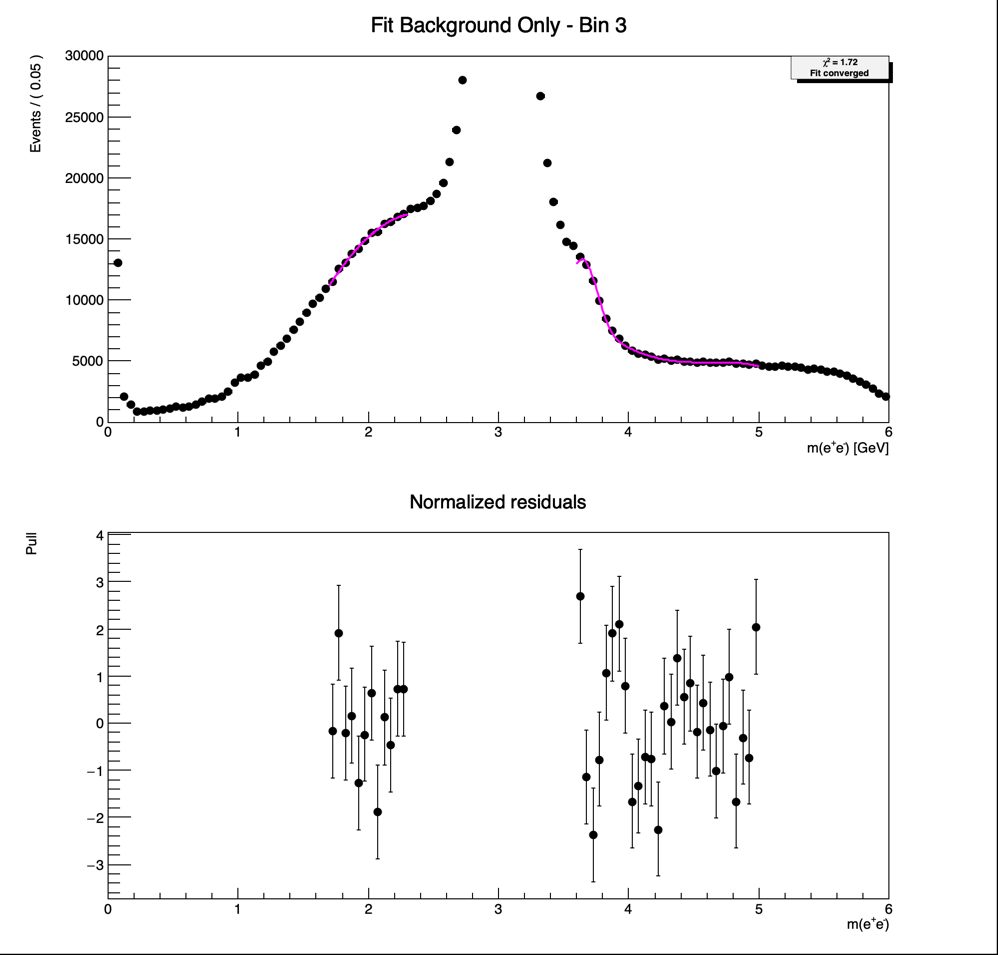 Fit Background Only - Bin 3
Events / ( 0.05 )
30000
25000
20000
15000
10000
5000
0
χ² = 1.72
Fit converged
0 1 2 3 4 5 6
m(e⁺e⁻) [GeV]
Normalized residuals
Pull
4
3
2
1
0
−1
−2
−3
0 1 2 3 4 5 6
m(e⁺e⁻)